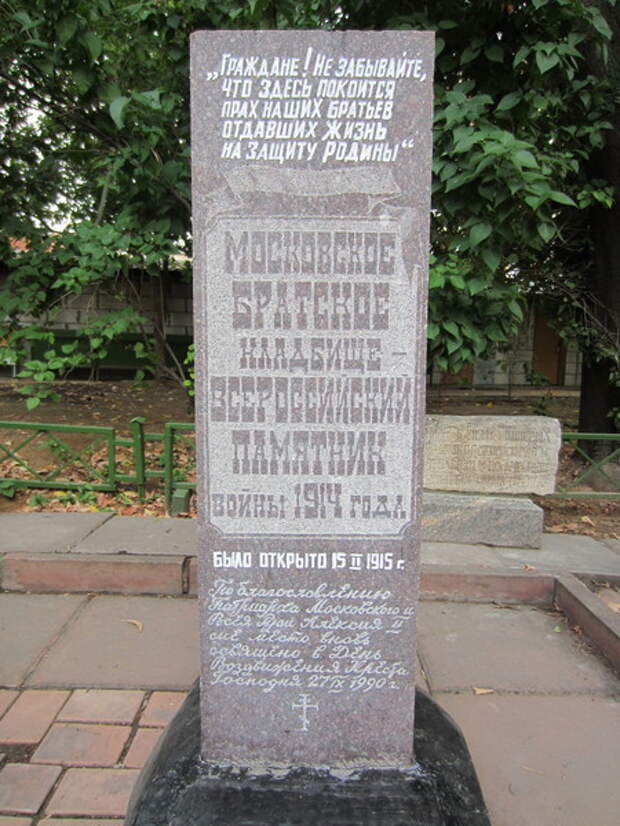 „Граждане! Не забывайте,
что здесь покоится
прах наших братьев
отдавших жизнь
на защиту Родины“
Московское
Братское
кладбище –
Всероссийский
памятник
войны 1914 года
было открыто 15 II 1915 г.
По благословлению
Патриарха Московского и
Всея Руси Алексия II
сие место вновь
освящено в День
Воздвижения Креста
Господня 27 IX 1990 г.